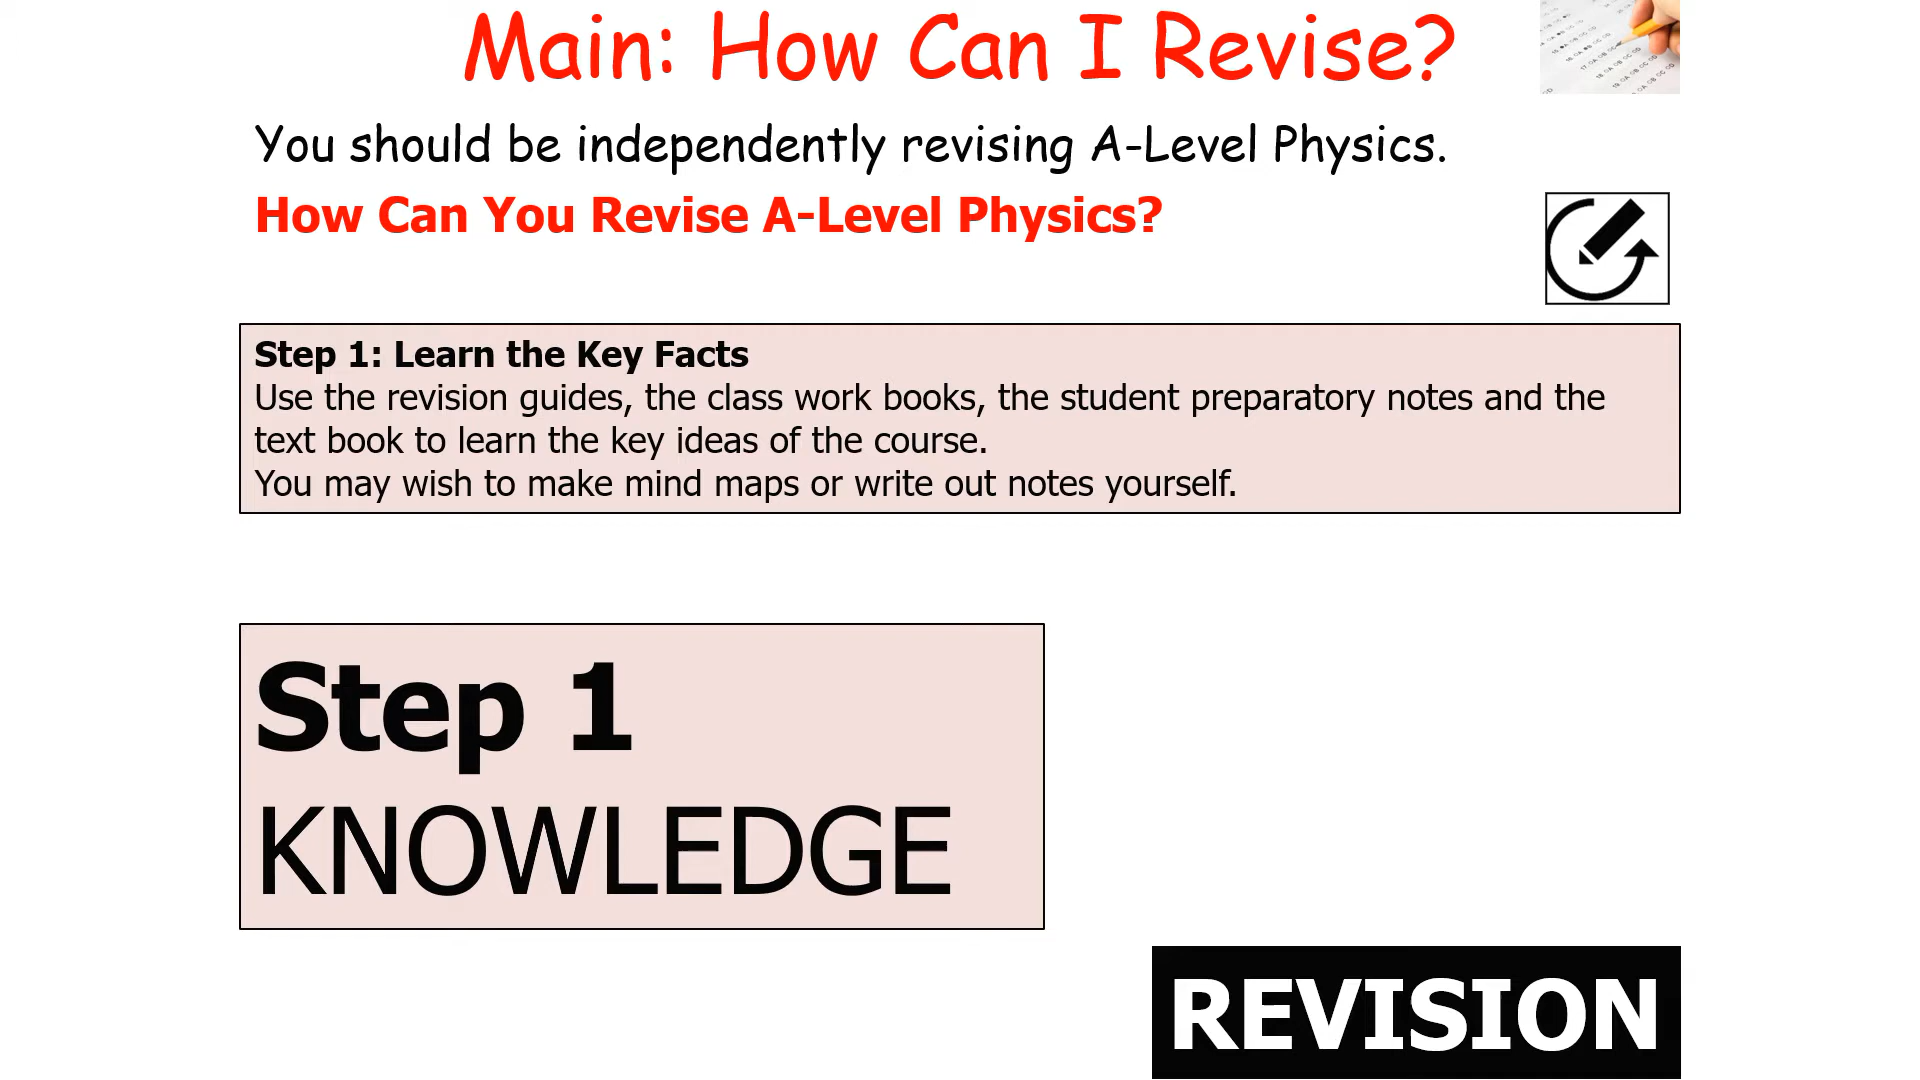 Main: How Can I Revise?
You should be independently revising A-Level Physics.
How Can You Revise A-Level Physics?
Step 1: Learn the Key Facts
Use the revision guides, the class work books, the student preparatory notes and the
text book to learn the key ideas of the course.
You may wish to make mind maps or write out notes yourself.
Step 1
KNOWLEDGE
REVISION